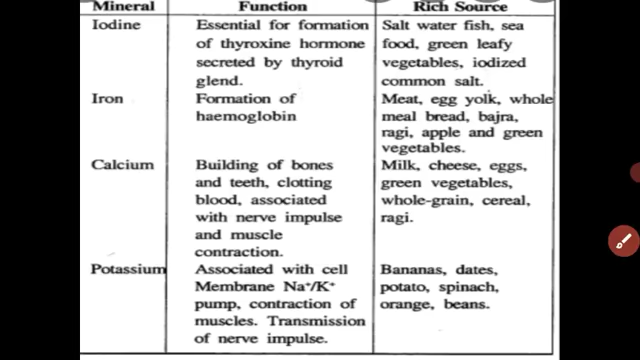 Mineral Function Rich Source
Iodine Essential for formation Salt water fish, sea
of thyroxine hormone food, green leafy
secreted by thyroid vegetables, iodized
glend. common salt.
Iron Formation of Meat, egg yolk, whole
haemoglobin meal bread, bajra,
ragi, apple and green
vegetables.
Calcium Building of bones Milk, cheese, eggs,
and teeth, clotting green vegetables,
blood, associated whole-grain, cereal,
with nerve impulse ragi.
and muscle
contraction.
Potassium Associated with cell Bananas, dates,
Membrane Na⁺/K⁺ potato, spinach,
pump, contraction of orange, beans.
muscles. Transmission
of nerve impulse.